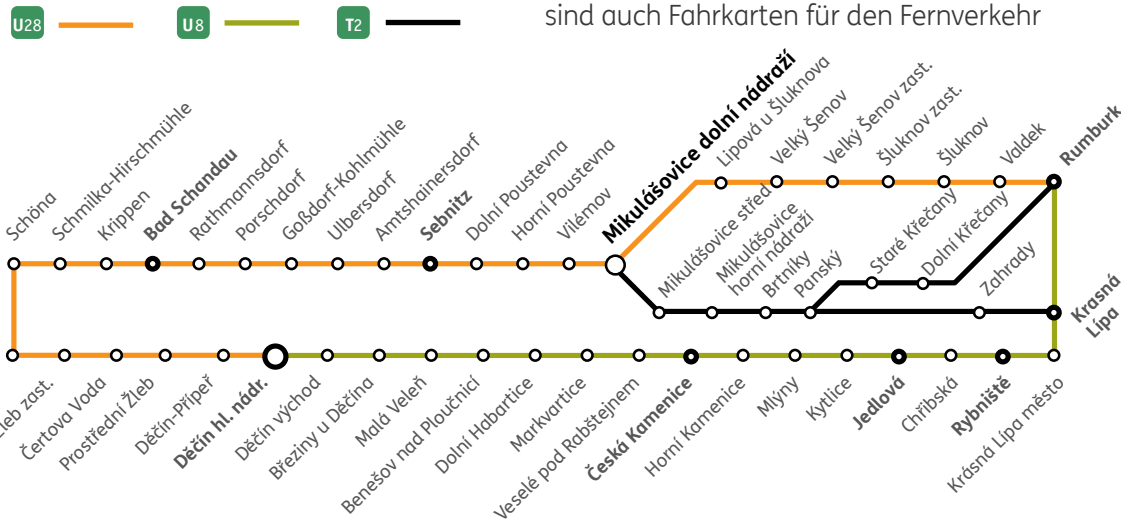 U28
U8
T2
sind auch Fahrkarten für den Fernverkehr
Schöna
Schmilka-Hirschmühle
Krippen
Bad Schandau
Rathmannsdorf
Porschdorf
Goßdorf-Kohlmühle
Ulbersdorf
Amtshainersdorf
Sebnitz
Dolní Poustevna
Horní Poustevna
Vilémov
Mikulášovice dolní nádraží
Lipová u Šluknova
Velký Šenov
Velký Šenov zast.
Šluknov zast.
Šluknov
Valdek
Rumburk
Mikulášovice střed
Mikulášovice
horní nádraží
Brtníky
Panský
Staré Křečany
Dolní Křečany
Zahrady
Krasná
Lípa
zast.
Čertova Voda
Prostřední Žleb
Děčín-Přípeř
Děčín hl. nádr.
Děčín východ
Březiny u Děčína
Malá Veleň
Benešov nad Ploučnicí
Dolní Habartice
Markvartice
Veselé pod Rabštejnem
Česká Kamenice
Horní Kamenice
Mlýny
Kytlice
Jedlová
Chřibská
Rybniště
Krásná Lípa město